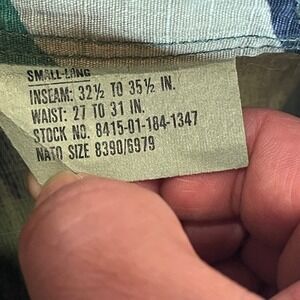 SMALL-LONG
INSEAM: 32½ TO 35½ IN.
WAIST: 27 TO 31 IN.
STOCK NO. 8415-01-184-1347
NATO SIZE 8390/6979